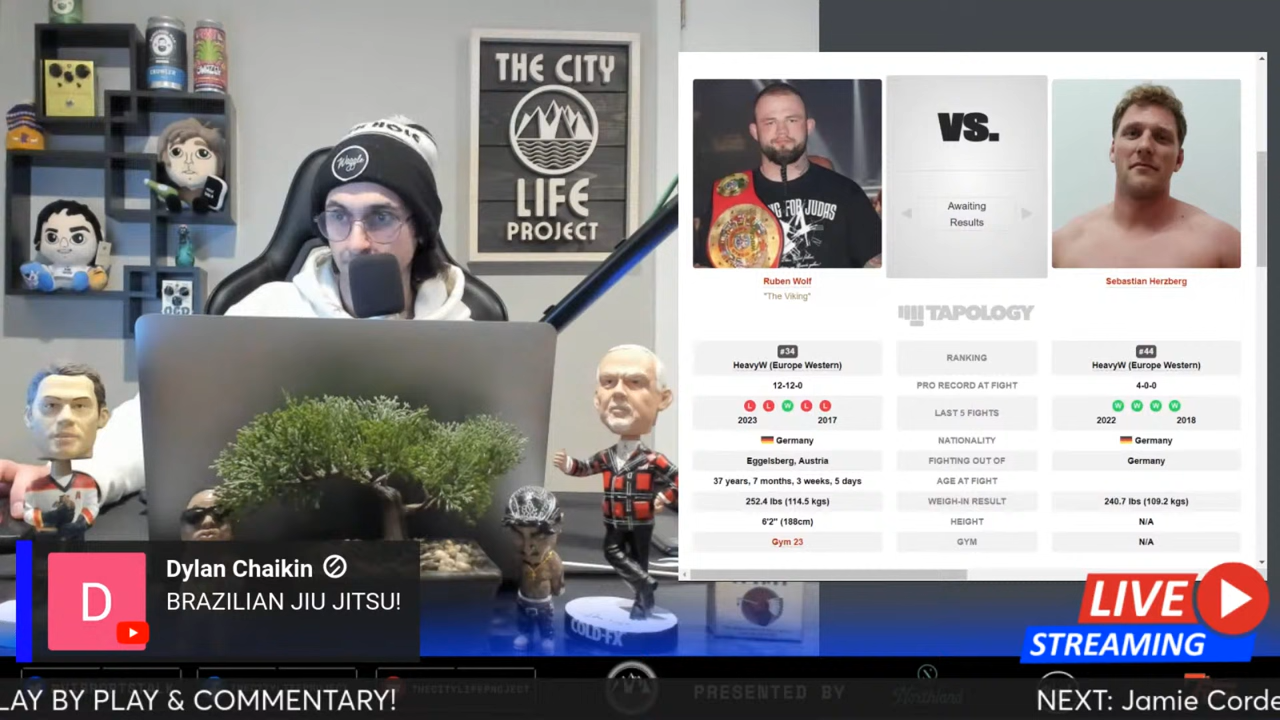 THE CITY
LIFE
PROJECT
Waggle
VS.
Awaiting
Results
Ruben Wolf
"The Viking"
Sebastian Herzberg
TAPOLOGY
#34
HeavyW (Europe Western)
RANKING
#44
HeavyW (Europe Western)
12-12-0
PRO RECORD AT FIGHT
4-0-0
L L W L L
2023 2017
LAST 5 FIGHTS
W W W W
2022 2018
Germany
NATIONALITY
Germany
Eggelsberg, Austria
FIGHTING OUT OF
Germany
37 years, 7 months, 3 weeks, 5 days
AGE AT FIGHT
252.4 lbs (114.5 kgs)
WEIGH-IN RESULT
240.7 lbs (109.2 kgs)
6'2" (188cm)
HEIGHT
N/A
Gym 23
GYM
N/A
D
Dylan Chaikin
BRAZILIAN JIU JITSU!
COLD-FX
LIVE
STREAMING
THECITYLIFEPROJECT
PRESENTED BY
Northland
LAY BY PLAY & COMMENTARY!
NEXT: Jamie Corde